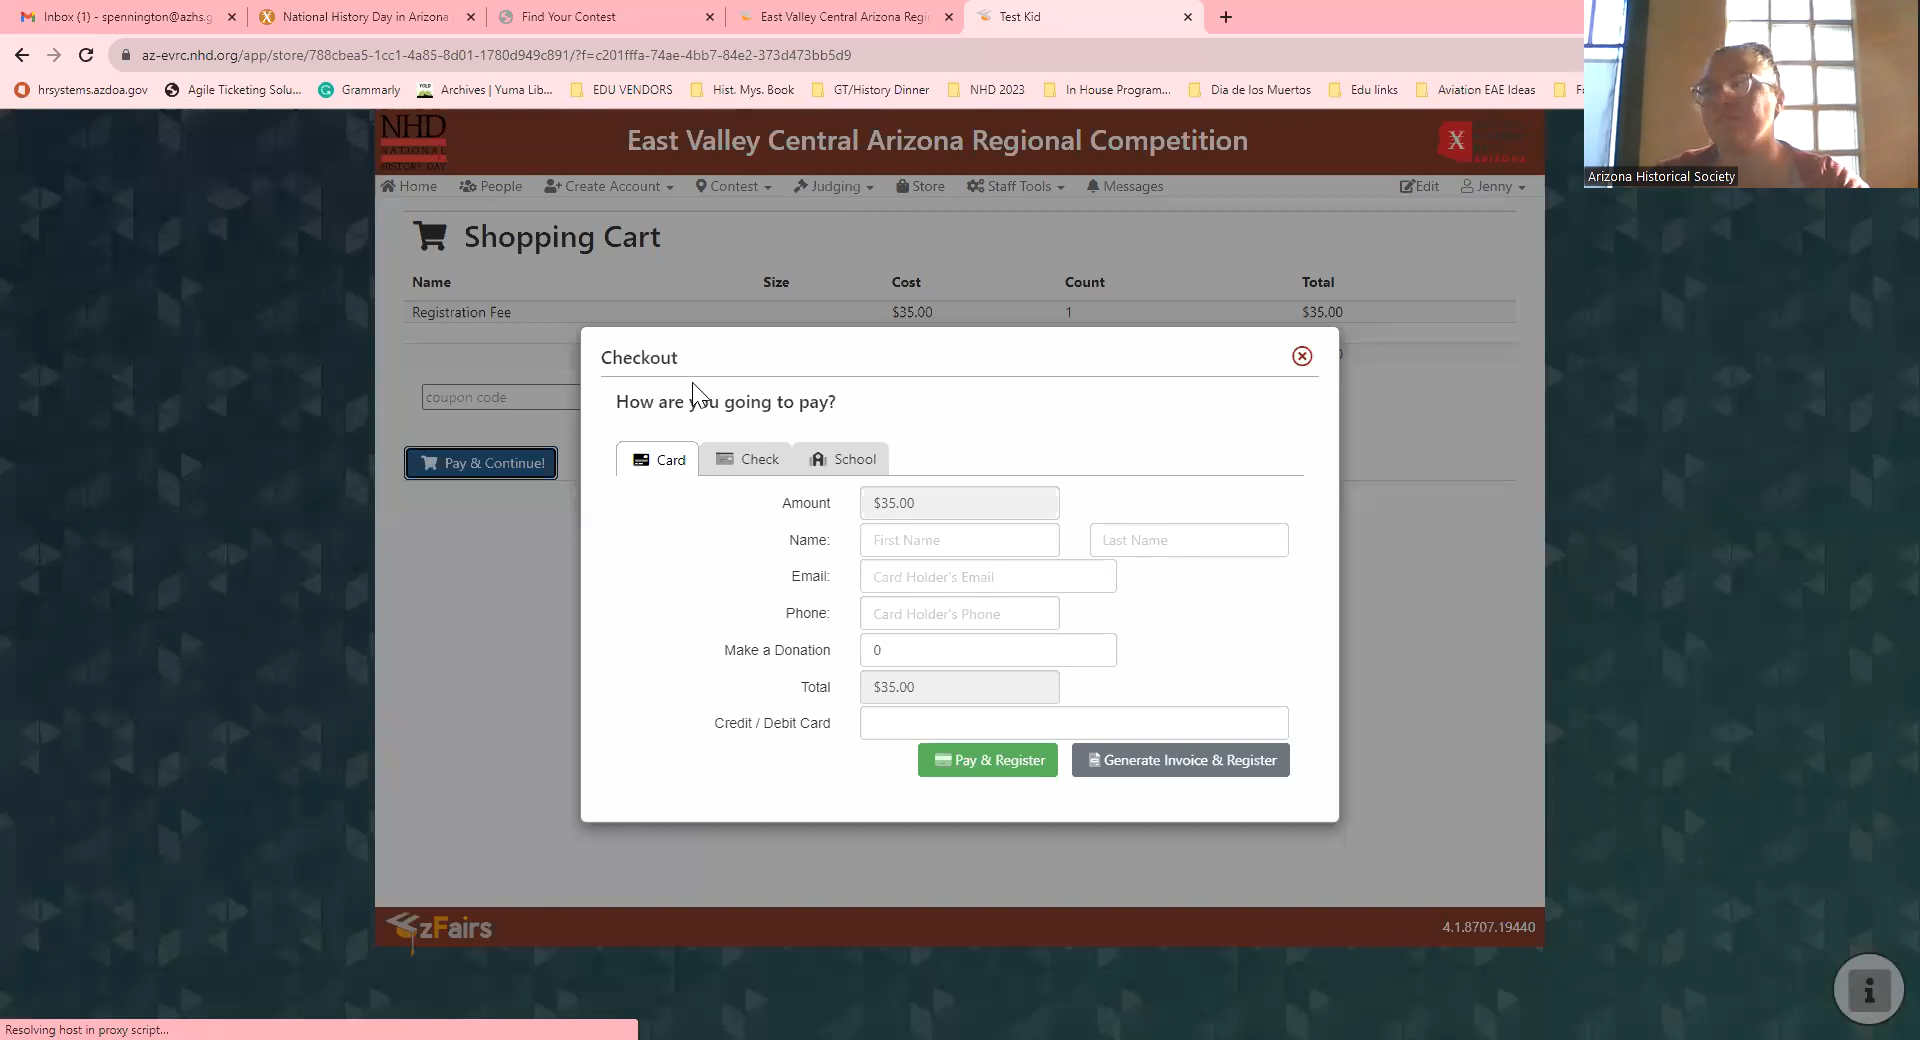 Inbox (1) - spennington@azhs.g
National History Day in Arizona
Find Your Contest
East Valley Central Arizona Regi
Test Kid
az-evrc.nhd.org/app/store/788cbea5-1cc1-4a85-8d01-1780d949c891/?f=c201fffa-74ae-4bb7-84e2-373d473bb5d9
hrsystems.azdoa.gov
Agile Ticketing Solu...
Grammarly
Archives | Yuma Lib...
EDU VENDORS
Hist. Mys. Book
GT/History Dinner
NHD 2023
In House Program...
Dia de los Muertos
Edu links
Aviation EAE Ideas
NHD
NATIONAL
HISTORY DAY
East Valley Central Arizona Regional Competition
ARIZONA
Arizona Historical Society
Home
People
Create Account
Contest
Judging
Store
Staff Tools
Messages
Edit
Jenny
Shopping Cart
Name Size Cost Count Total
Registration Fee $35.00 1 $35.00
coupon code
Pay & Continue!
Checkout
How are you going to pay?
Card
Check
School
Amount $35.00
Name: First Name Last Name
Email: Card Holder's Email
Phone: Card Holder's Phone
Make a Donation 0
Total $35.00
Credit / Debit Card
Pay & Register
Generate Invoice & Register
zFairs
4.1.8707.19440
Resolving host in proxy script...